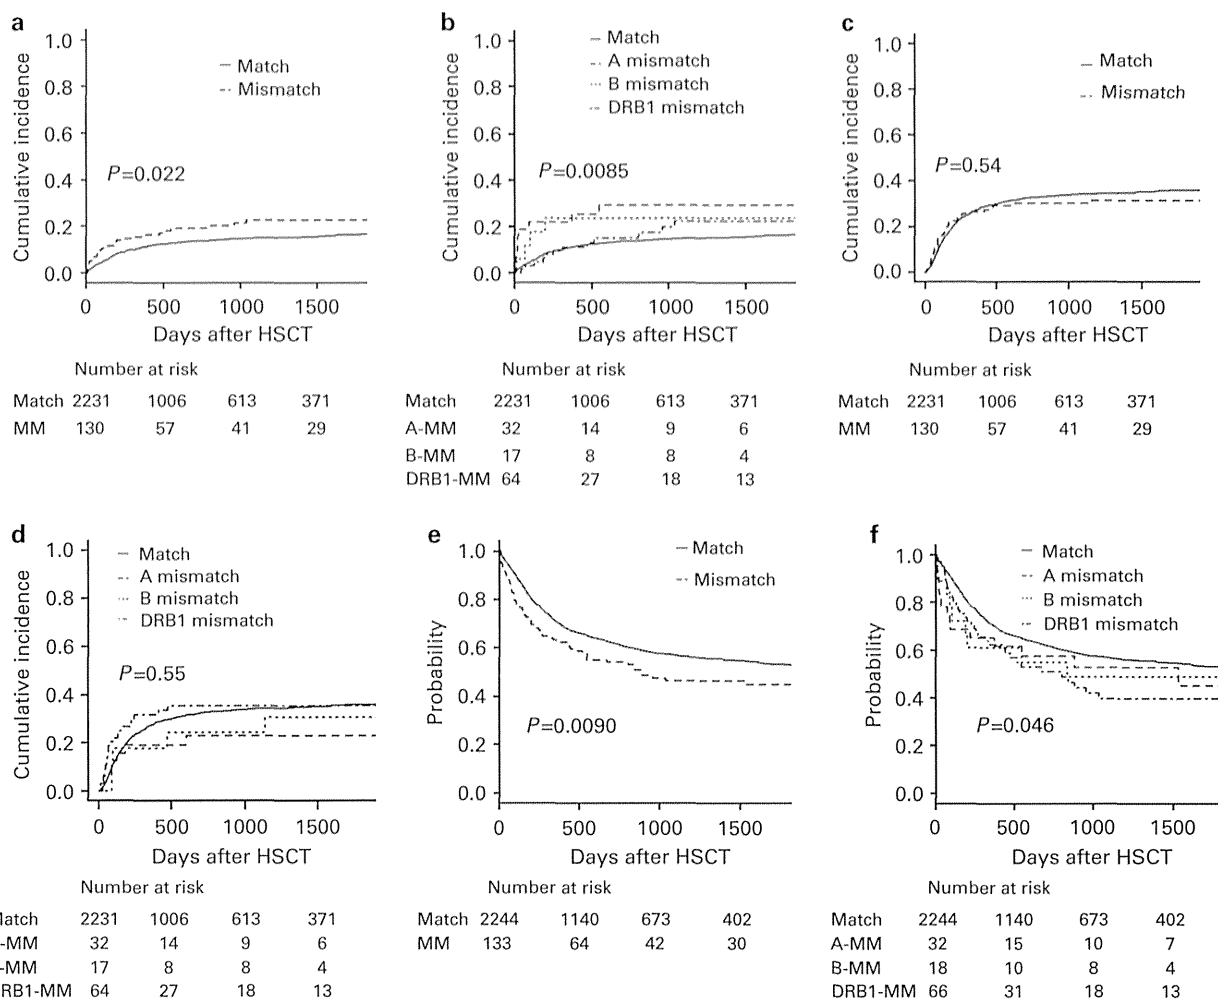 a
Cumulative incidence
1.0
0.8
0.6
0.4
0.2
0.0
Match
Mismatch
P=0.022
0 500 1000 1500
Days after HSCT
Number at risk
Match 2231 1006 613 371
MM 130 57 41 29
b
Cumulative incidence
1.0
0.8
0.6
0.4
0.2
0.0
Match
A mismatch
B mismatch
DRB1 mismatch
P=0.0085
0 500 1000 1500
Days after HSCT
Number at risk
Match 2231 1006 613 371
A-MM 32 14 9 6
B-MM 17 8 8 4
DRB1-MM 64 27 18 13
c
Cumulative incidence
1.0
0.8
0.6
0.4
0.2
0.0
Match
Mismatch
P=0.54
0 500 1000 1500
Days after HSCT
Number at risk
Match 2231 1006 613 371
MM 130 57 41 29
d
Cumulative incidence
1.0
0.8
0.6
0.4
0.2
0.0
Match
A mismatch
B mismatch
DRB1 mismatch
P=0.55
0 500 1000 1500
Days after HSCT
Number at risk
Match 2231 1006 613 371
-MM 32 14 9 6
-MM 17 8 8 4
RB1-MM 64 27 18 13
e
Probability
1.0
0.8
0.6
0.4
0.2
0.0
Match
Mismatch
P=0.0090
0 500 1000 1500
Days after HSCT
Number at risk
Match 2244 1140 673 402
MM 133 64 42 30
f
Probability
1.0
0.8
0.6
0.4
0.2
0.0
Match
A mismatch
B mismatch
DRB1 mismatch
P=0.046
0 500 1000 1500
Days after HSCT
Number at risk
Match 2244 1140 673 402
A-MM 32 15 10 7
B-MM 18 10 8 4
DRB1-MM 66 31 18 13